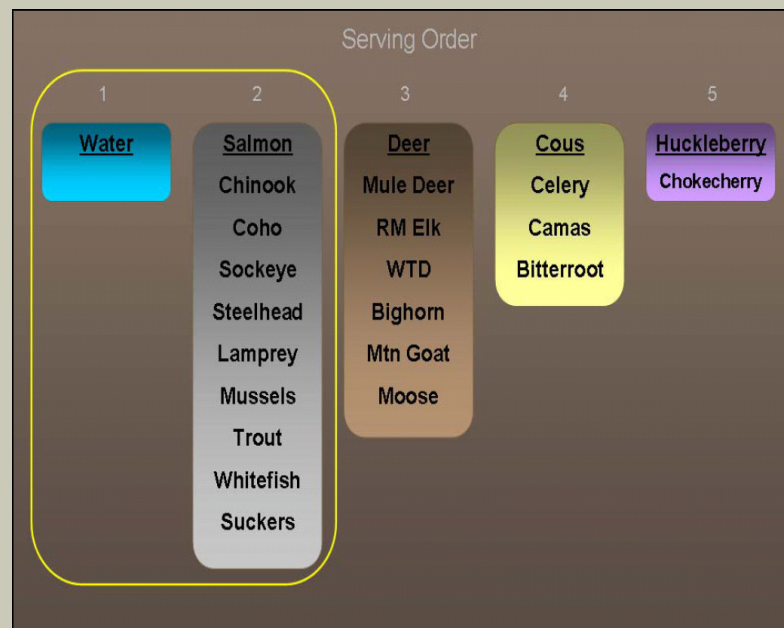 Serving Order
1 2 3 4 5
Water
Salmon
Chinook
Coho
Sockeye
Steelhead
Lamprey
Mussels
Trout
Whitefish
Suckers
Deer
Mule Deer
RM Elk
WTD
Bighorn
Mtn Goat
Moose
Cous
Celery
Camas
Bitterroot
Huckleberry
Chokecherry